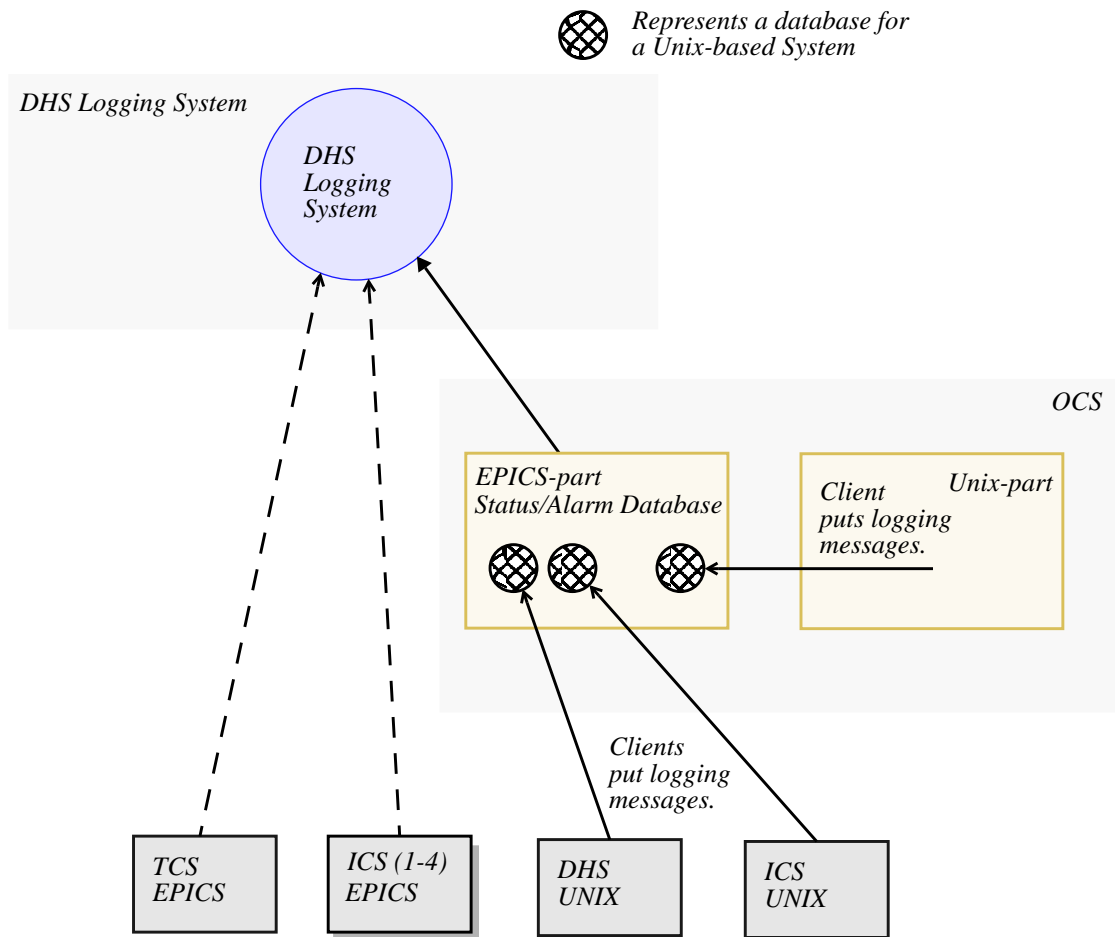 Represents a database for
a Unix-based System
DHS Logging System
DHS
Logging
System
OCS
EPICS-part
Status/Alarm Database
Unix-part
Client
puts logging
messages.
Clients
put logging
messages.
TCS
EPICS
ICS (1-4)
EPICS
DHS
UNIX
ICS
UNIX